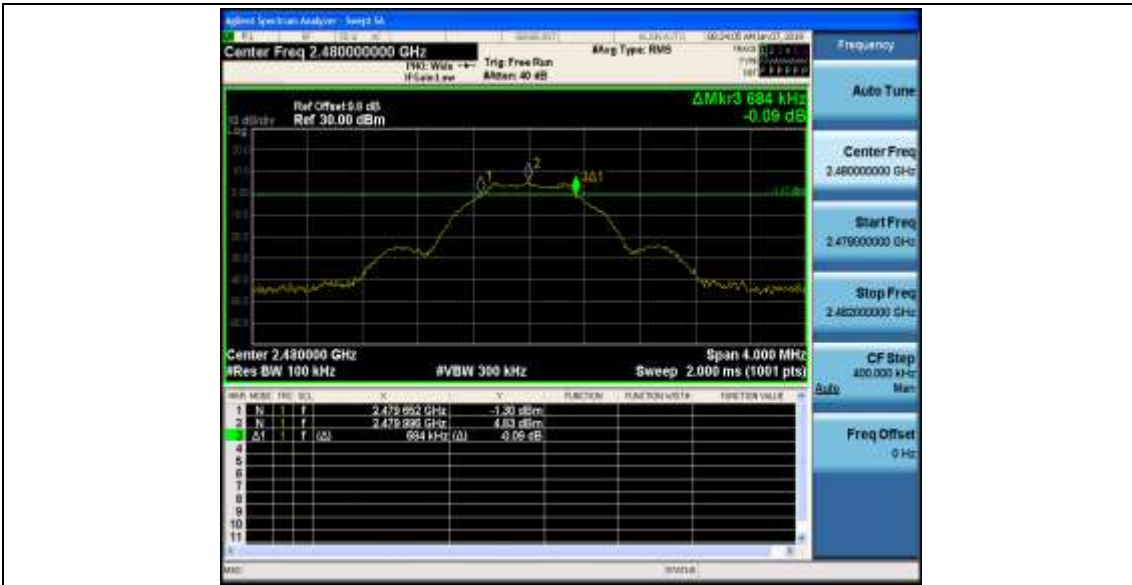 Agilent Spectrum Analyzer - Swept SA
Center Freq 2.480000000 GHz
PNO: Wide
IFGain:Low
Trig: Free Run
#Atten: 40 dB
#Avg Type: RMS
Frequency
Auto Tune
ΔMkr3 684 kHz
-0.09 dB
Ref Offset 9.8 dB
Ref 30.00 dBm
10 dB/div
Log
1
2
3Δ1
Center Freq
2.480000000 GHz
Start Freq
2.478000000 GHz
Stop Freq
2.482000000 GHz
Center 2.480000 GHz
Span 4.000 MHz
#Res BW 100 kHz
#VBW 300 kHz
Sweep 2.000 ms (1001 pts)
CF Step
400.000 kHz
Auto Man
MKR MODE TRC SCL X Y FUNCTION FUNCTION WIDTH FUNCTION VALUE
1 N 1 f 2.479 652 GHz -1.30 dBm
2 N 1 f 2.479 996 GHz 4.83 dBm
3 Δ1 1 f (Δ) 684 kHz (Δ) -0.09 dB
4
5
6
7
8
9
10
11
Freq Offset
0 Hz
MSG
STATUS